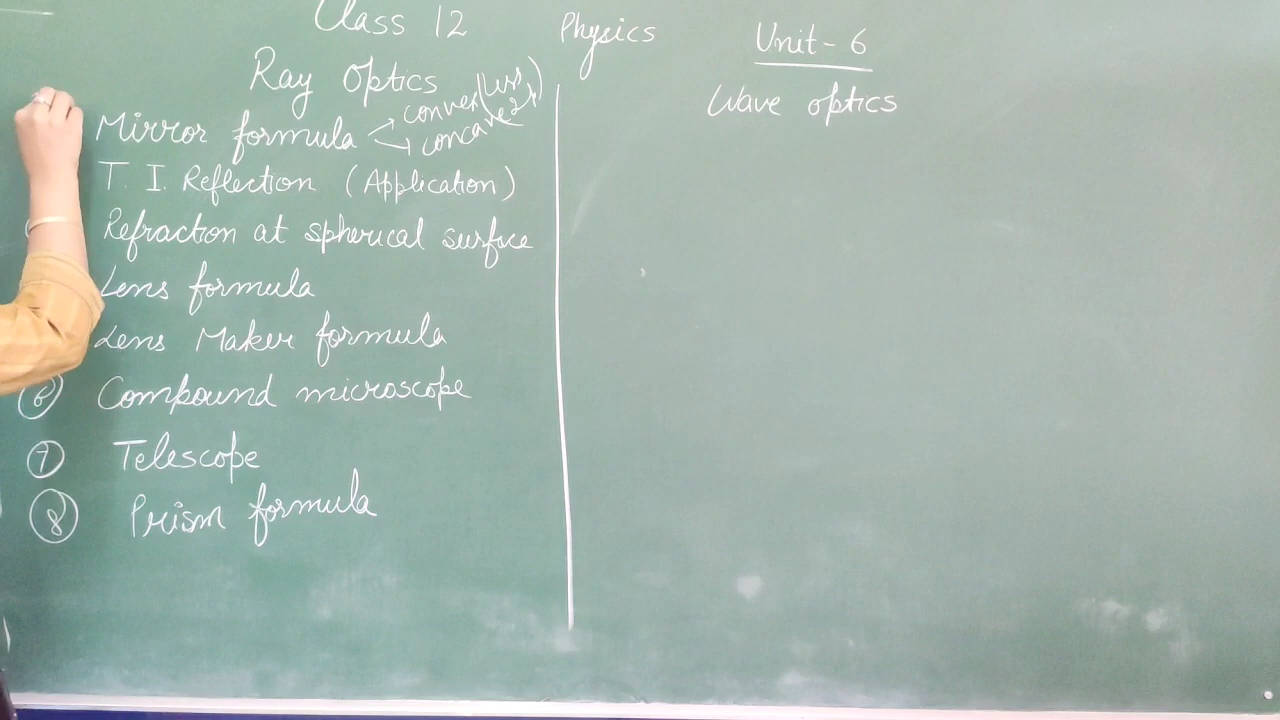 Class 12 Physics Unit - 6
Ray Optics
Mirror formula → convex
→ concave
T. I. Reflection (Application)
Refraction at spherical surface
Lens formula
Lens Maker formula
6 Compound microscope
7 Telescope
8 Prism formula
Wave optics